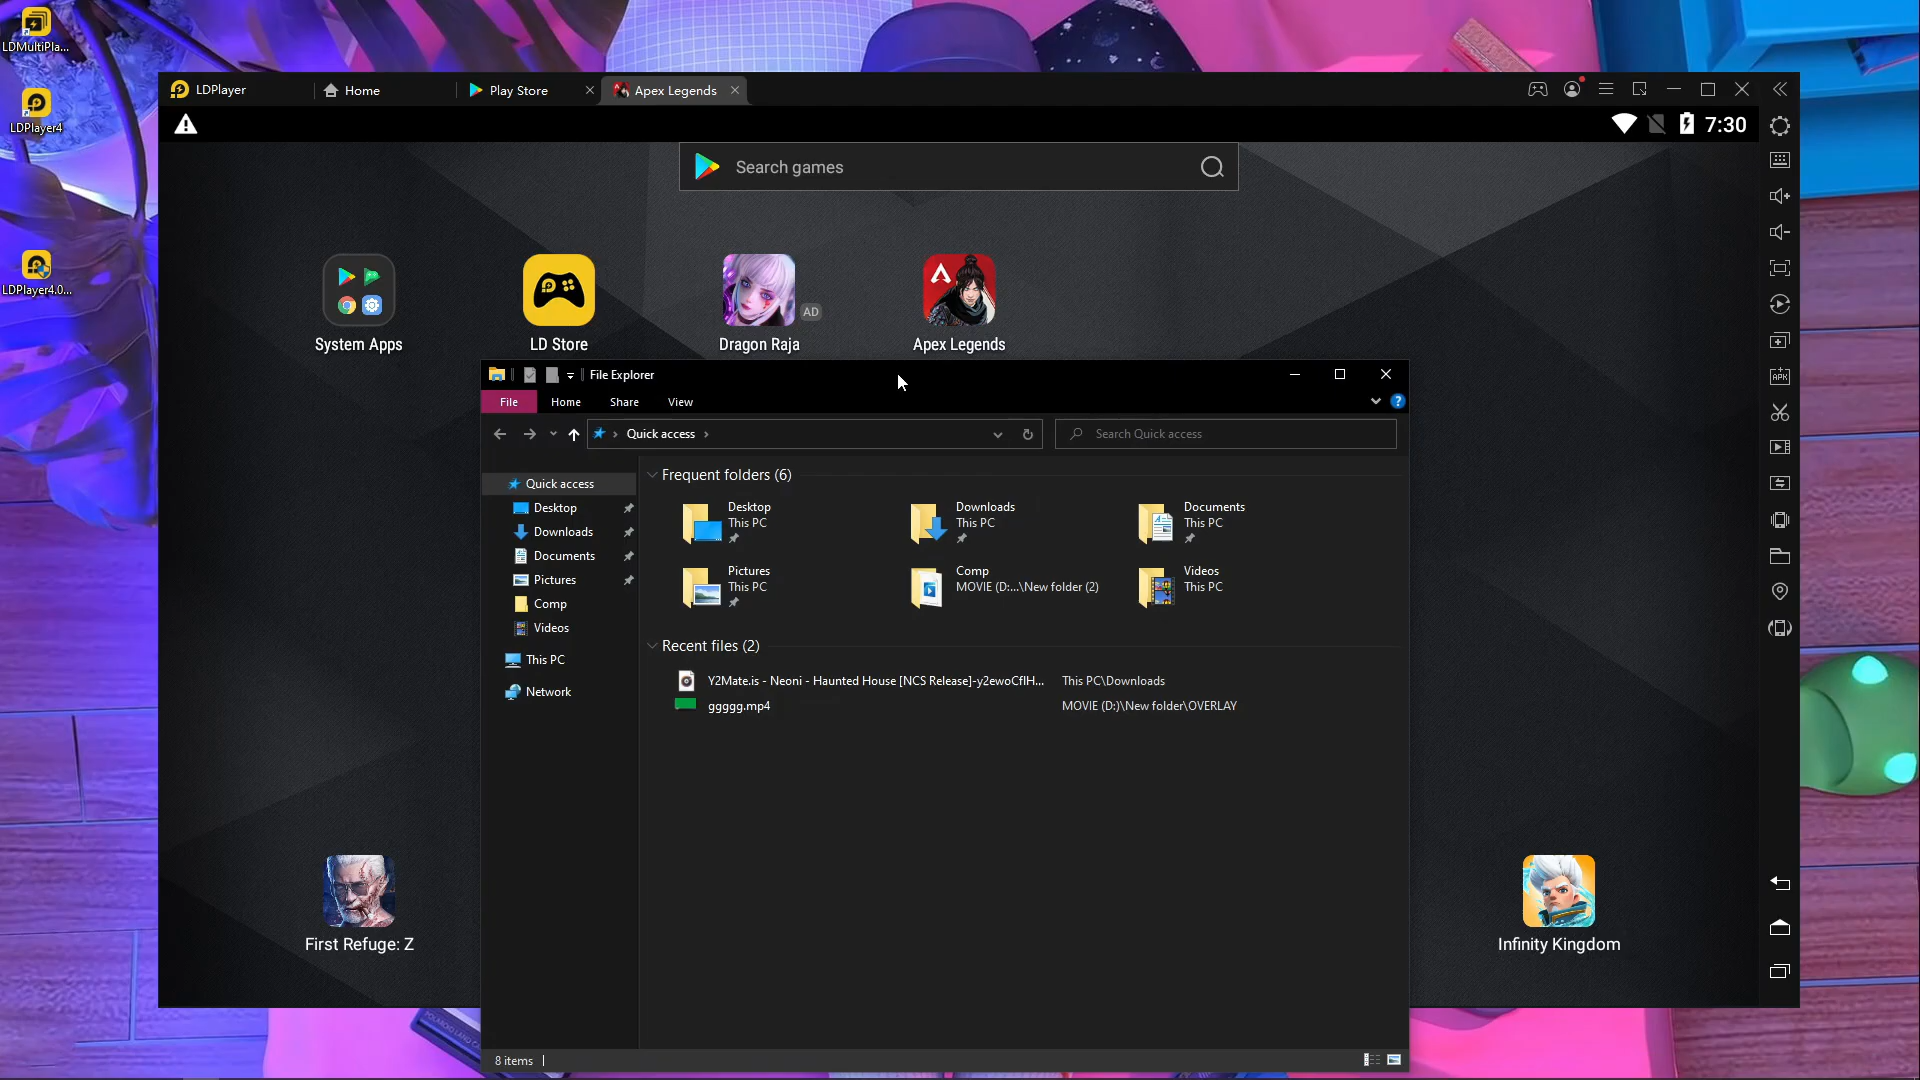 LDMultiPla...
LDPlayer4
LDPlayer4.0...
LDPlayer
Home
Play Store
Apex Legends
7:30
Search games
System Apps
LD Store
AD
Dragon Raja
Apex Legends
File Explorer
File
Home
Share
View
?
Quick access
Search Quick access
Quick access
Desktop
Downloads
Documents
Pictures
Comp
Videos
This PC
Network
Frequent folders (6)
Desktop
This PC
Downloads
This PC
Documents
This PC
Pictures
This PC
Comp
MOVIE (D:...\New folder (2)
Videos
This PC
Recent files (2)
Y2Mate.is - Neoni - Haunted House [NCS Release]-y2ewoCfIH... This PC\Downloads
ggggg.mp4 MOVIE (D:)\New folder\OVERLAY
8 items
First Refuge: Z
Infinity Kingdom
APK